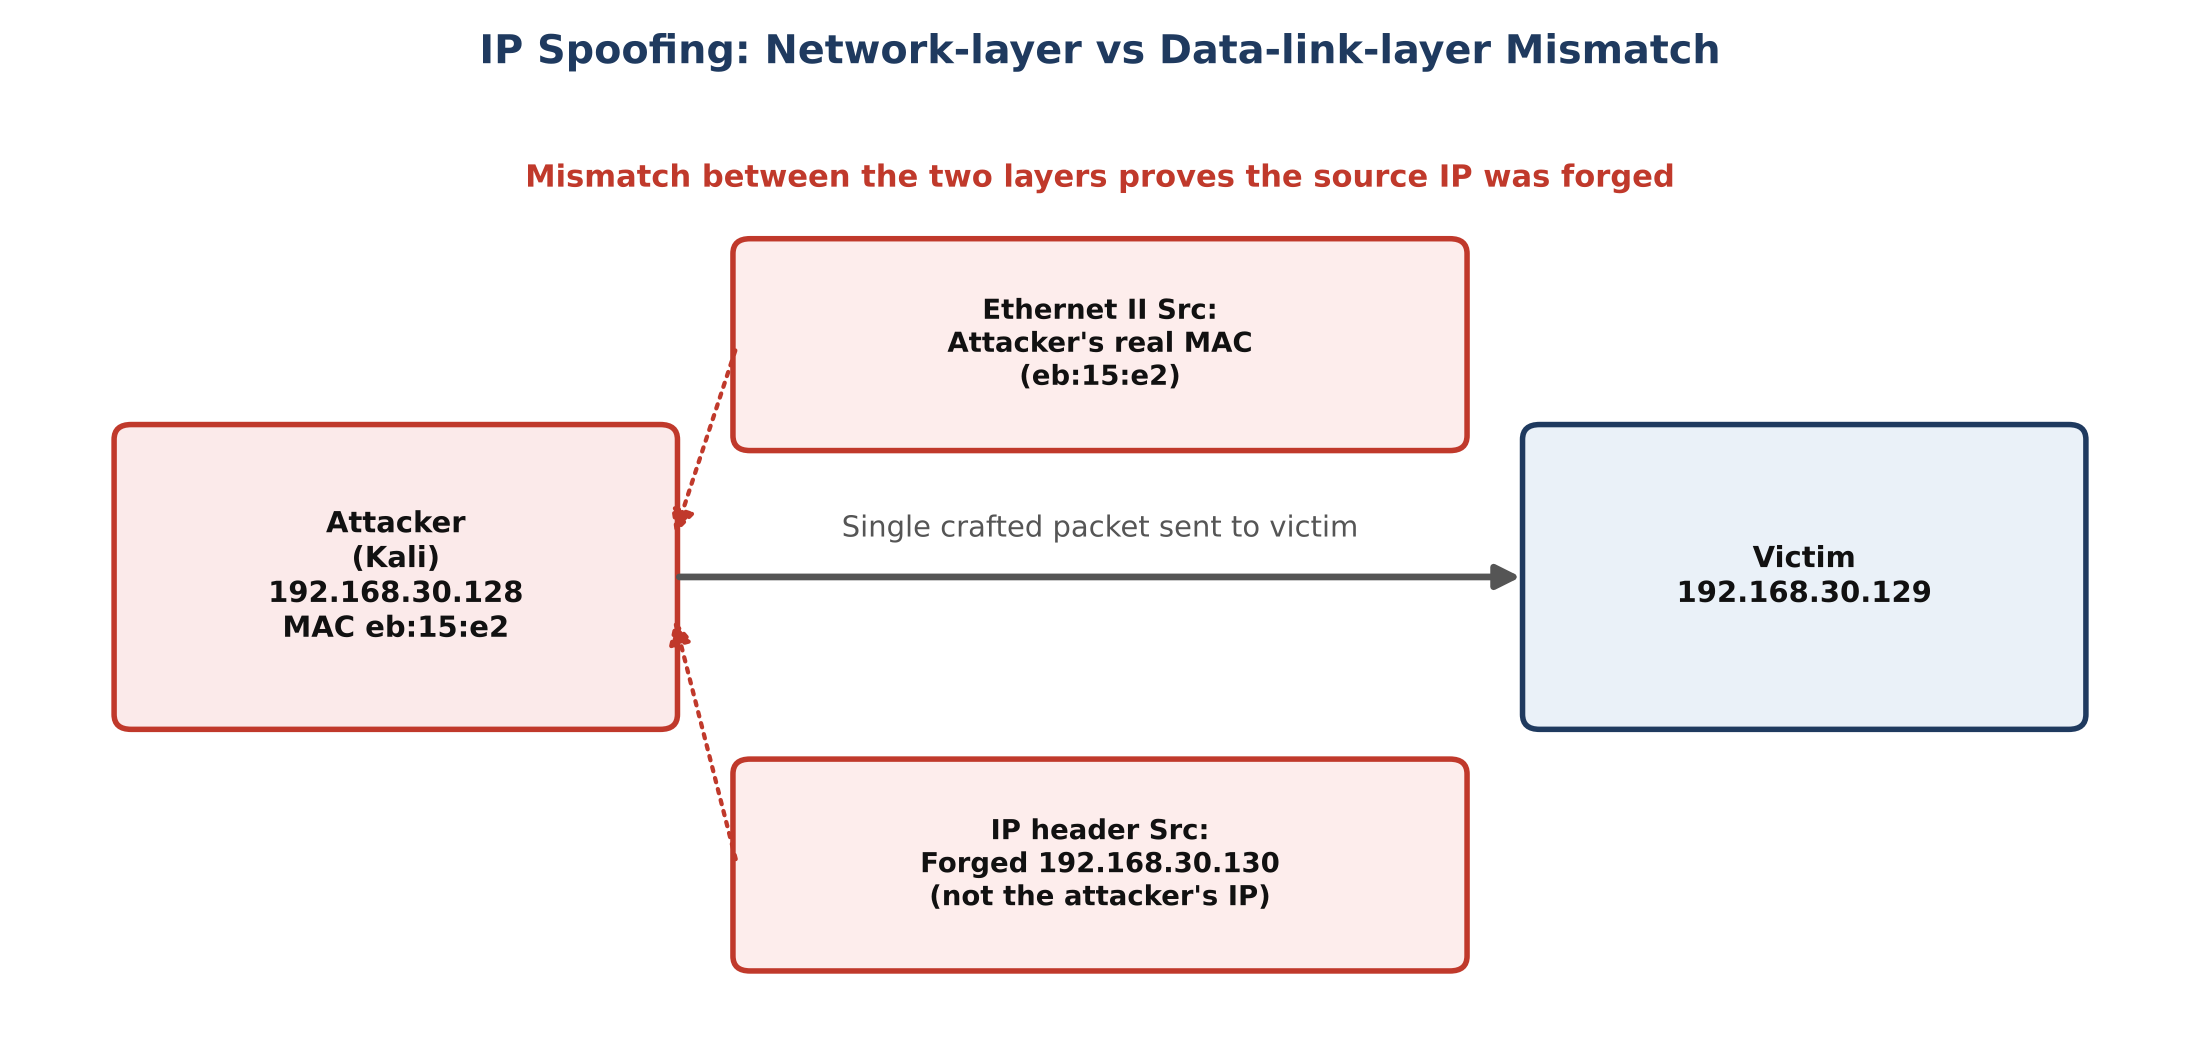 IP Spoofing: Network-layer vs Data-link-layer Mismatch
Mismatch between the two layers proves the source IP was forged
Ethernet II Src:
Attacker's real MAC
(eb:15:e2)
Attacker
(Kali)
192.168.30.128
MAC eb:15:e2
Single crafted packet sent to victim
Victim
192.168.30.129
IP header Src:
Forged 192.168.30.130
(not the attacker's IP)